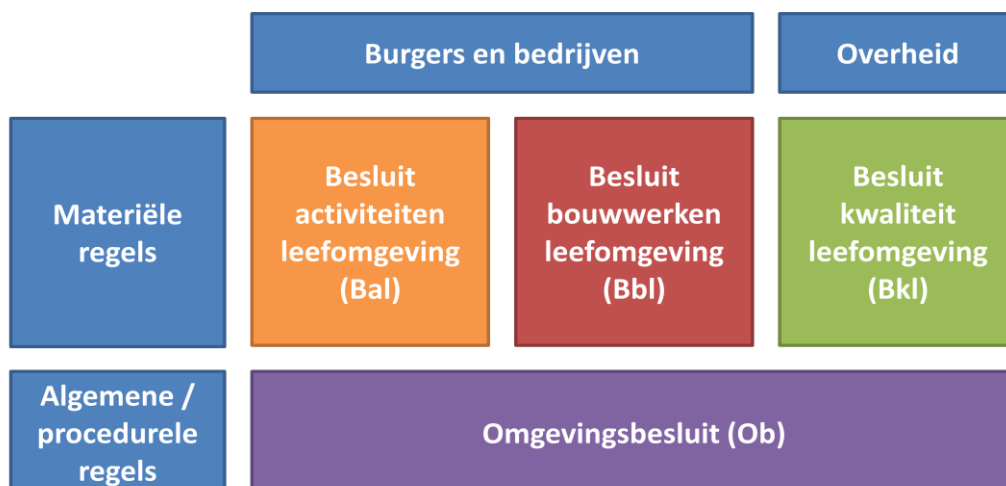 Burgers en bedrijven
Overheid
Materiële
regels
Besluit
activiteiten
leefomgeving
(Bal)
Besluit
bouwwerken
leefomgeving
(Bbl)
Besluit
kwaliteit
leefomgeving
(Bkl)
Algemene /
procedurele
regels
Omgevingsbesluit (Ob)